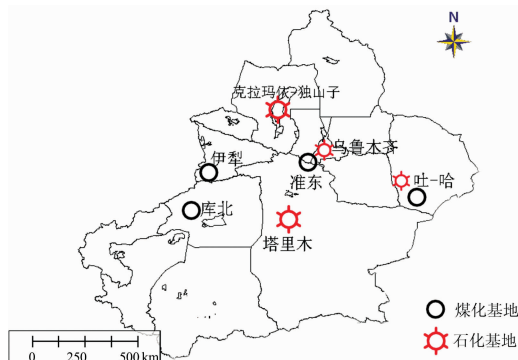 N
克拉玛依-独山子
乌鲁木齐
伊犁
准东
吐-哈
库北
塔里木
煤化基地
石化基地
0 250 500 km